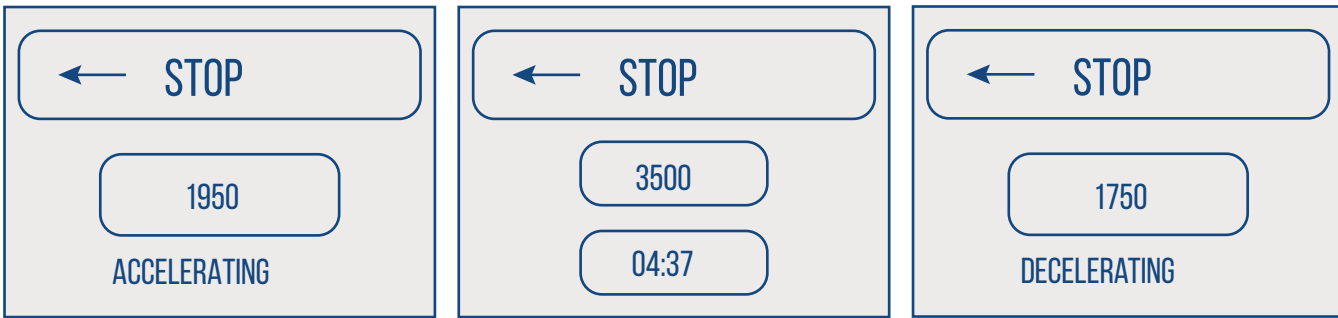 STOP
1950
ACCELERATING
STOP
3500
04:37
STOP
1750
DECELERATING